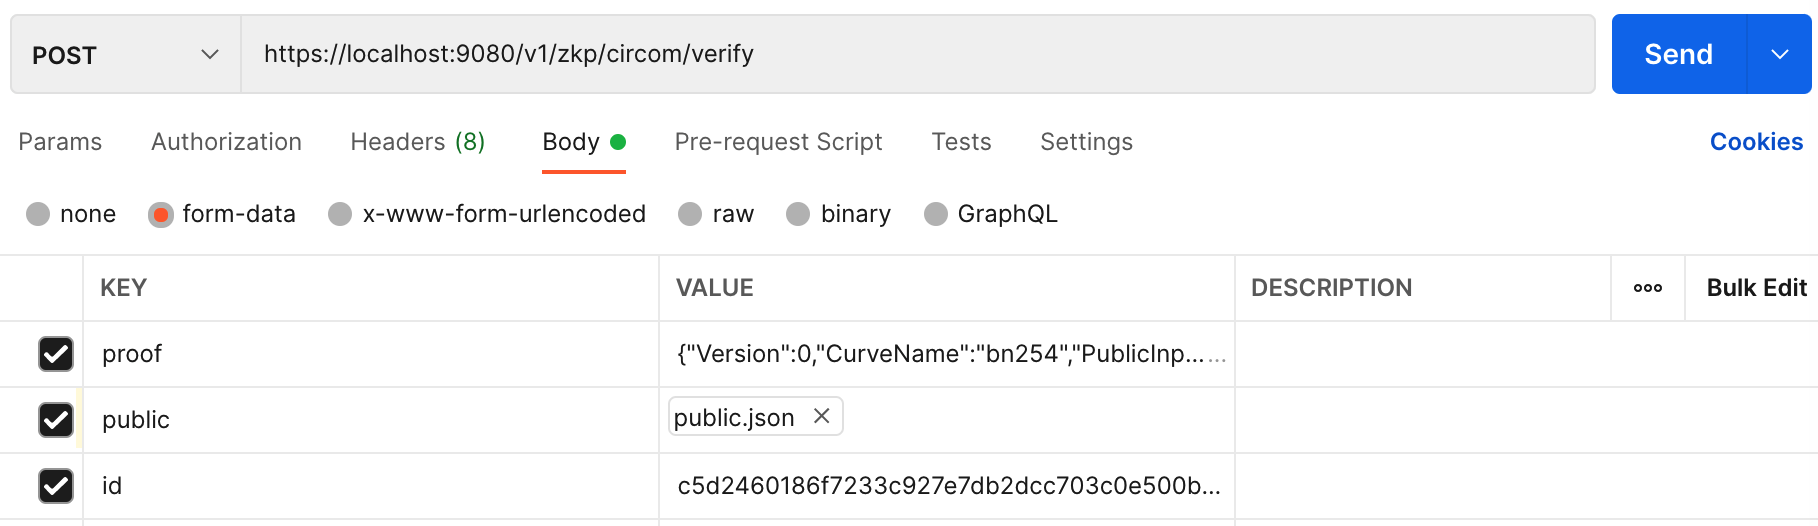 POST https://localhost:9080/v1/zkp/circom/verify Send
Params Authorization Headers (8) Body Pre-request Script Tests Settings Cookies
none form-data x-www-form-urlencoded raw binary GraphQL
KEY VALUE DESCRIPTION Bulk Edit
proof {"Version":0,"CurveName":"bn254","PublicInp......
public public.json
id c5d2460186f7233c927e7db2dcc703c0e500b...